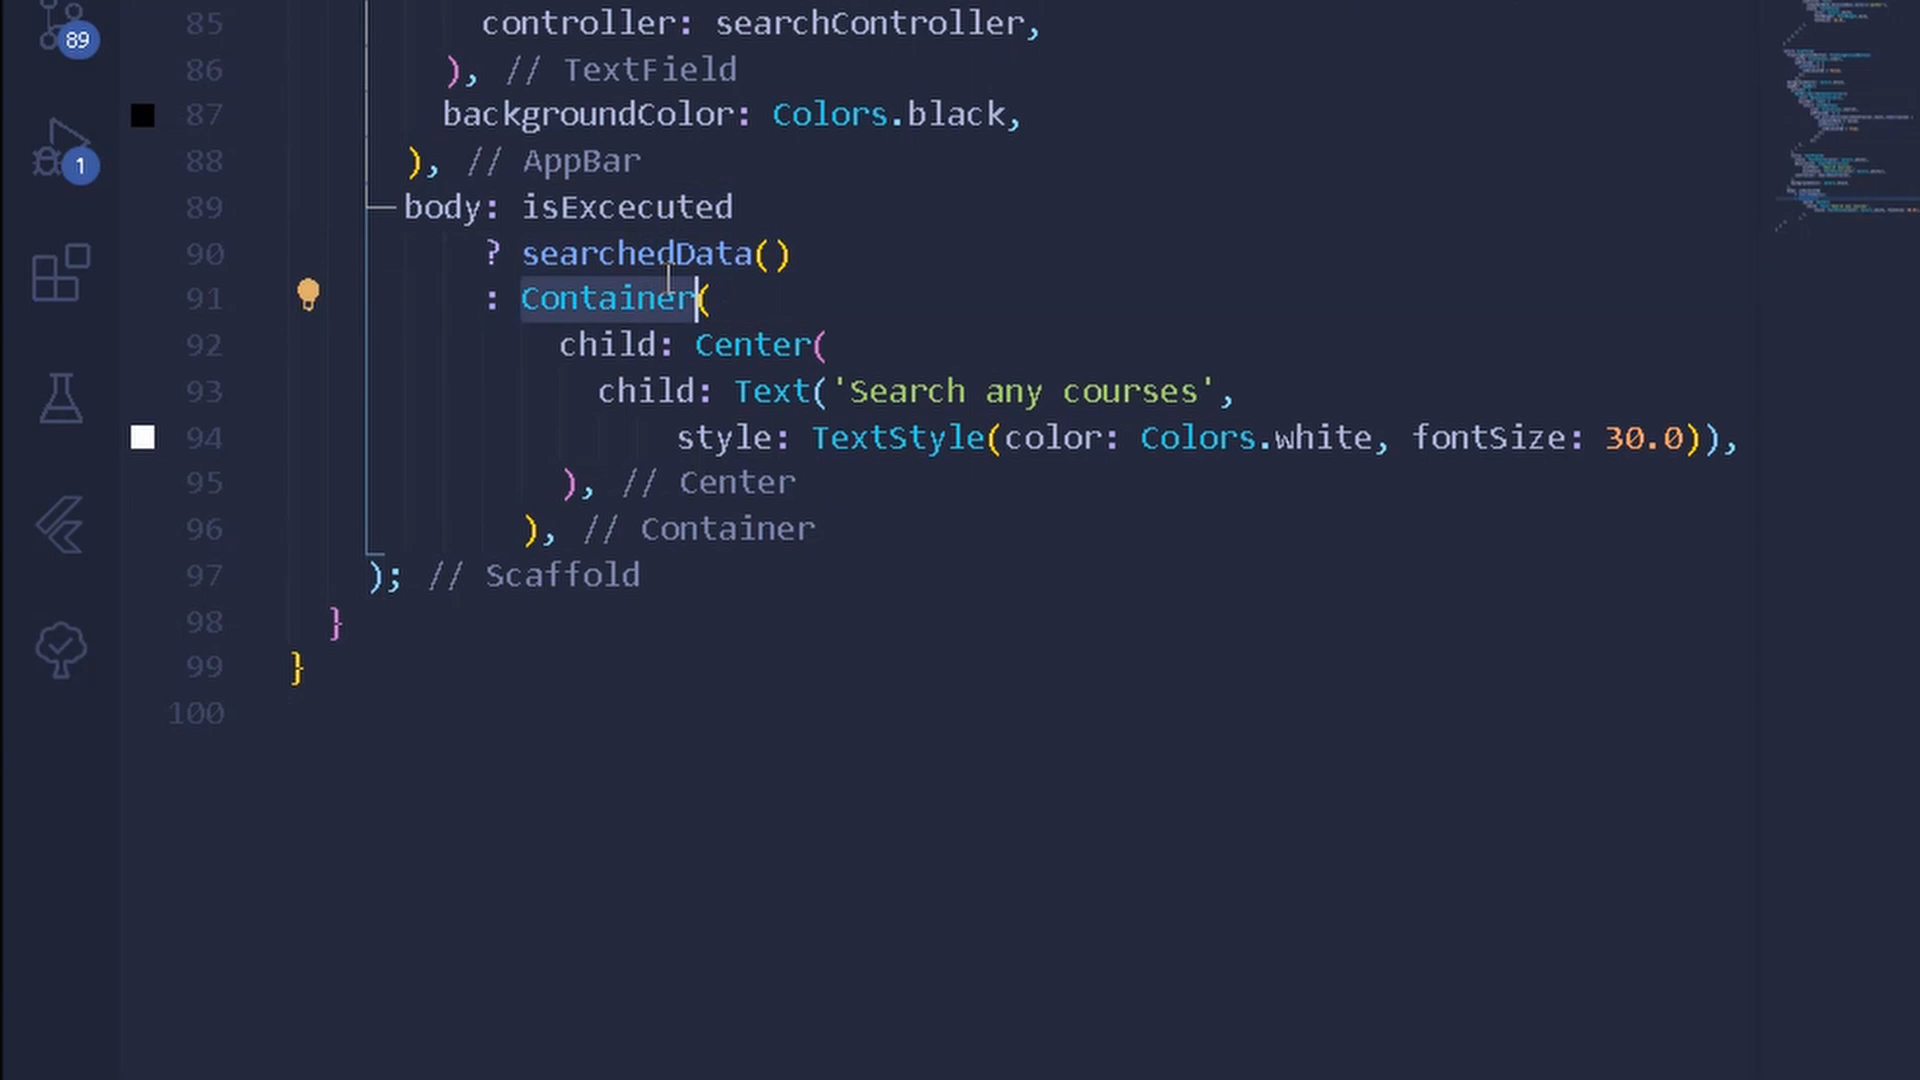 85 controller: searchController,
86 ), // TextField
87 backgroundColor: Colors.black,
88 ), // AppBar
89 body: isExcecuted
90 ? searchedData()
91 : Container(
92 child: Center(
93 child: Text('Search any courses',
94 style: TextStyle(color: Colors.white, fontSize: 30.0)),
95 ), // Center
96 ), // Container
97 ); // Scaffold
98 }
99 }
100
89
1